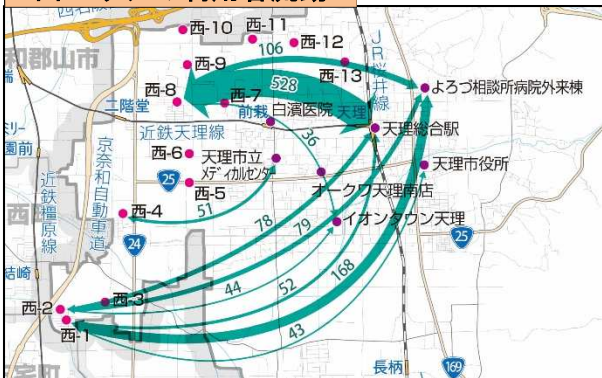 西-10
西-11
西-12
和郡山市
106
西-9
西-13
528
JR桜井線
西-8
西-7
よろづ相談所病院外来棟
二階堂
前栽
白濱医院
天理
天理総合駅
近鉄天理線
36
園前
西-6
天理市立
メディカルセンター
天理市役所
京奈和自動車道
25
西-5
オークワ天理南店
近鉄橿原線
西-4
51
78
79
イオンタウン天理
24
25
結崎
44
52
168
西-3
西-2
西-1
43
長柄
169